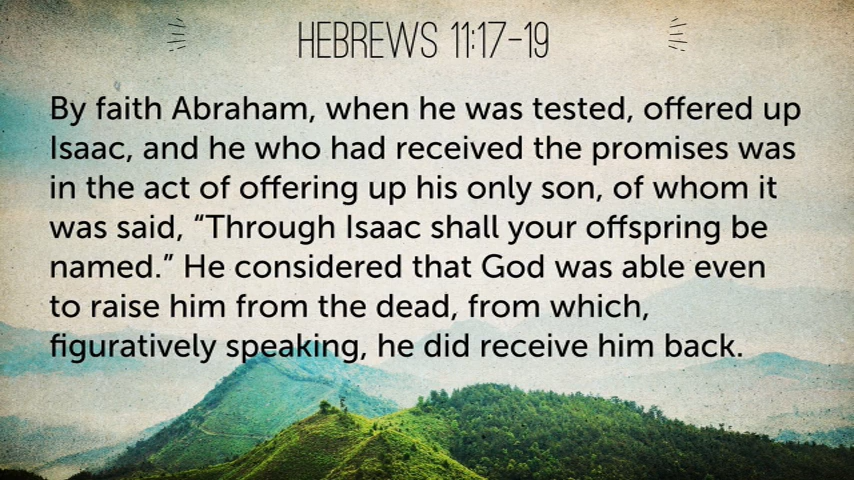 HEBREWS 11:17-19
By faith Abraham, when he was tested, offered up
Isaac, and he who had received the promises was
in the act of offering up his only son, of whom it
was said, “Through Isaac shall your offspring be
named.” He considered that God was able even
to raise him from the dead, from which,
figuratively speaking, he did receive him back.